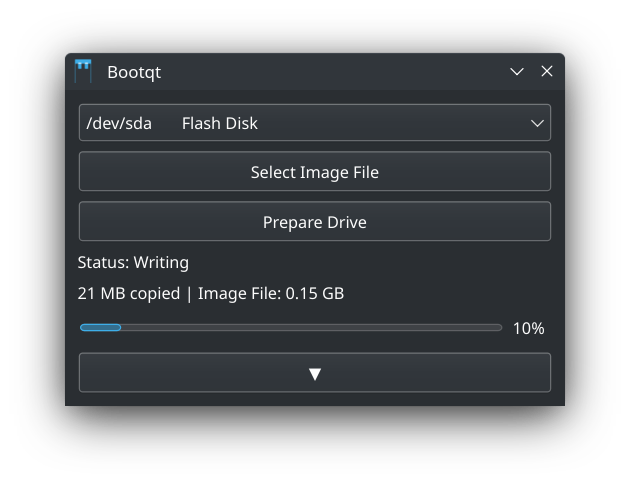 Bootqt
/dev/sda Flash Disk
Select Image File
Prepare Drive
Status: Writing
21 MB copied | Image File: 0.15 GB
10%
▼